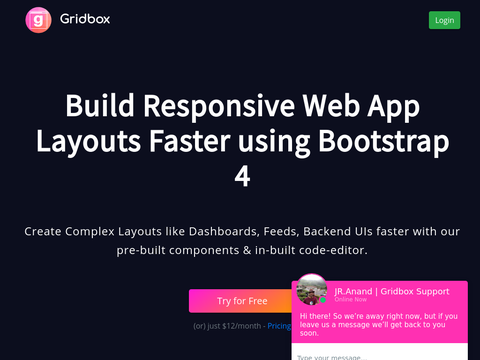 g Gridbox
Login
Build Responsive Web App
Layouts Faster using Bootstrap
4
Create Complex Layouts like Dashboards, Feeds, Backend UIs faster with our
pre-built components & in-built code-editor.
Try for Free
(or) just $12/month - Pricing
JR.Anand | Gridbox Support
Online Now
Hi there! So we're away right now, but if you
leave us a message we'll get back to you
soon.
Type your message...